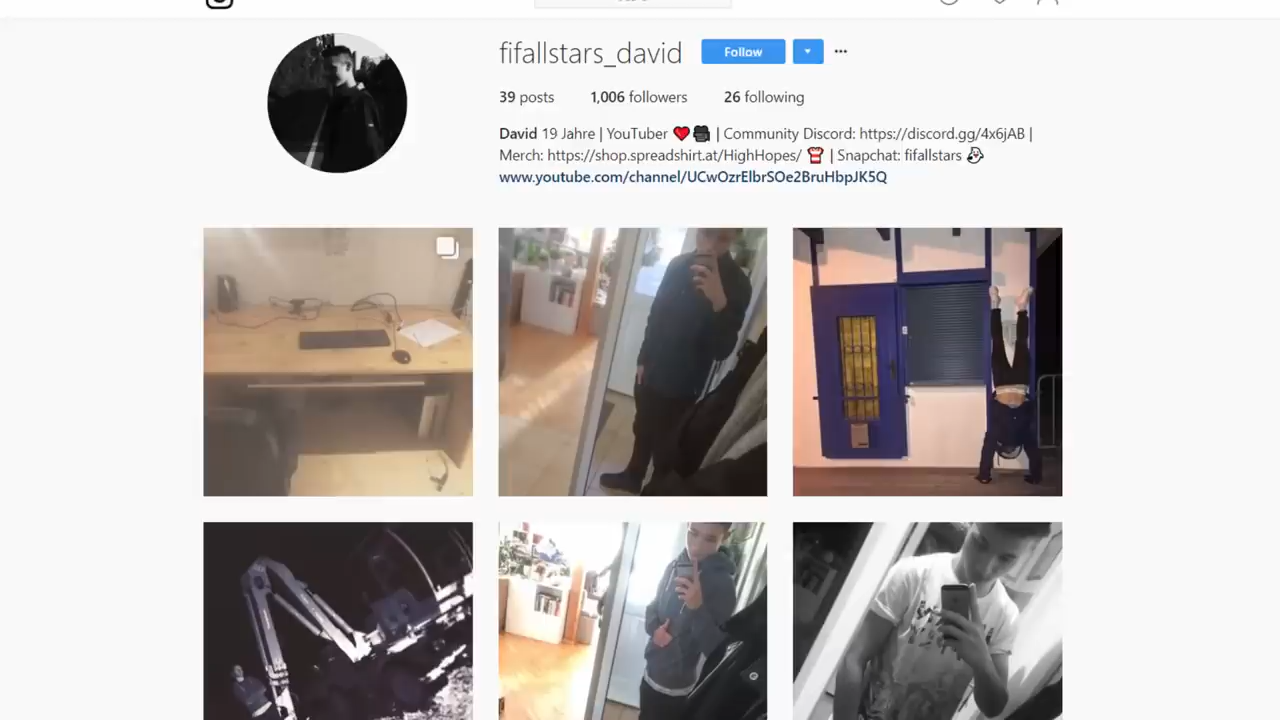 fifallstars_david Follow
39 posts 1,006 followers 26 following
David 19 Jahre | YouTuber ❤️🎥 | Community Discord: https://discord.gg/4x6jAB |
Merch: https://shop.spreadshirt.at/HighHopes/ 👕 | Snapchat: fifallstars 👻
www.youtube.com/channel/UCwOzrElbrSOe2BruHbpJK5Q